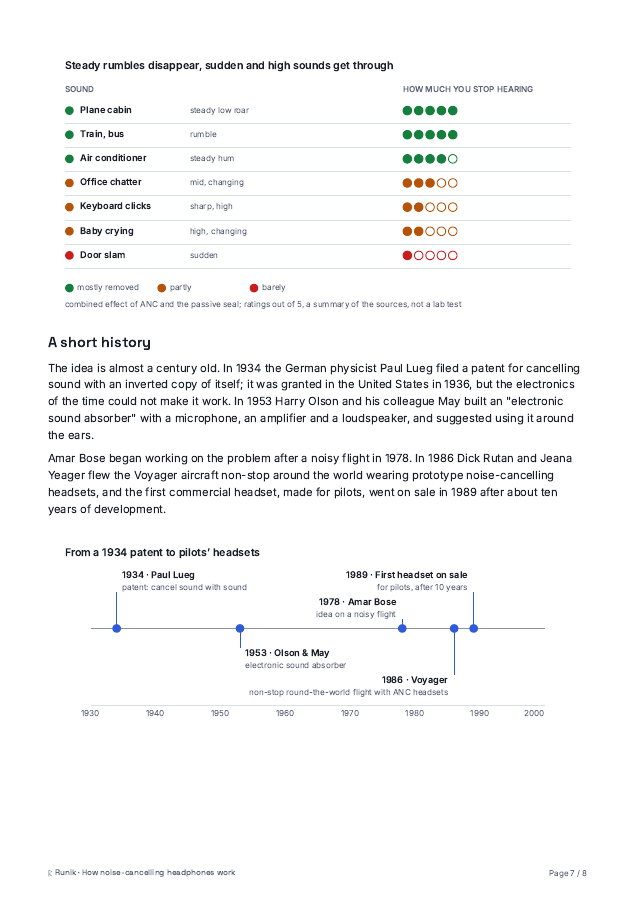 Steady rumbles disappear, sudden and high sounds get through
SOUND HOW MUCH YOU STOP HEARING
Plane cabin steady low roar
Train, bus rumble
Air conditioner steady hum
Office chatter mid, changing
Keyboard clicks sharp, high
Baby crying high, changing
Door slam sudden
mostly removed partly barely
combined effect of ANC and the passive seal; ratings out of 5, a summary of the sources, not a lab test
A short history
The idea is almost a century old. In 1934 the German physicist Paul Lueg filed a patent for cancelling
sound with an inverted copy of itself; it was granted in the United States in 1936, but the electronics
of the time could not make it work. In 1953 Harry Olson and his colleague May built an "electronic
sound absorber" with a microphone, an amplifier and a loudspeaker, and suggested using it around
the ears.
Amar Bose began working on the problem after a noisy flight in 1978. In 1986 Dick Rutan and Jeana
Yeager flew the Voyager aircraft non-stop around the world wearing prototype noise-cancelling
headsets, and the first commercial headset, made for pilots, went on sale in 1989 after about ten
years of development.
From a 1934 patent to pilots' headsets
1934 · Paul Lueg
patent: cancel sound with sound
1989 · First headset on sale
for pilots, after 10 years
1978 · Amar Bose
idea on a noisy flight
1953 · Olson & May
electronic sound absorber
1986 · Voyager
non-stop round-the-world flight with ANC headsets
1930 1940 1950 1960 1970 1980 1990 2000
Runik · How noise-cancelling headphones work Page 7 / 8